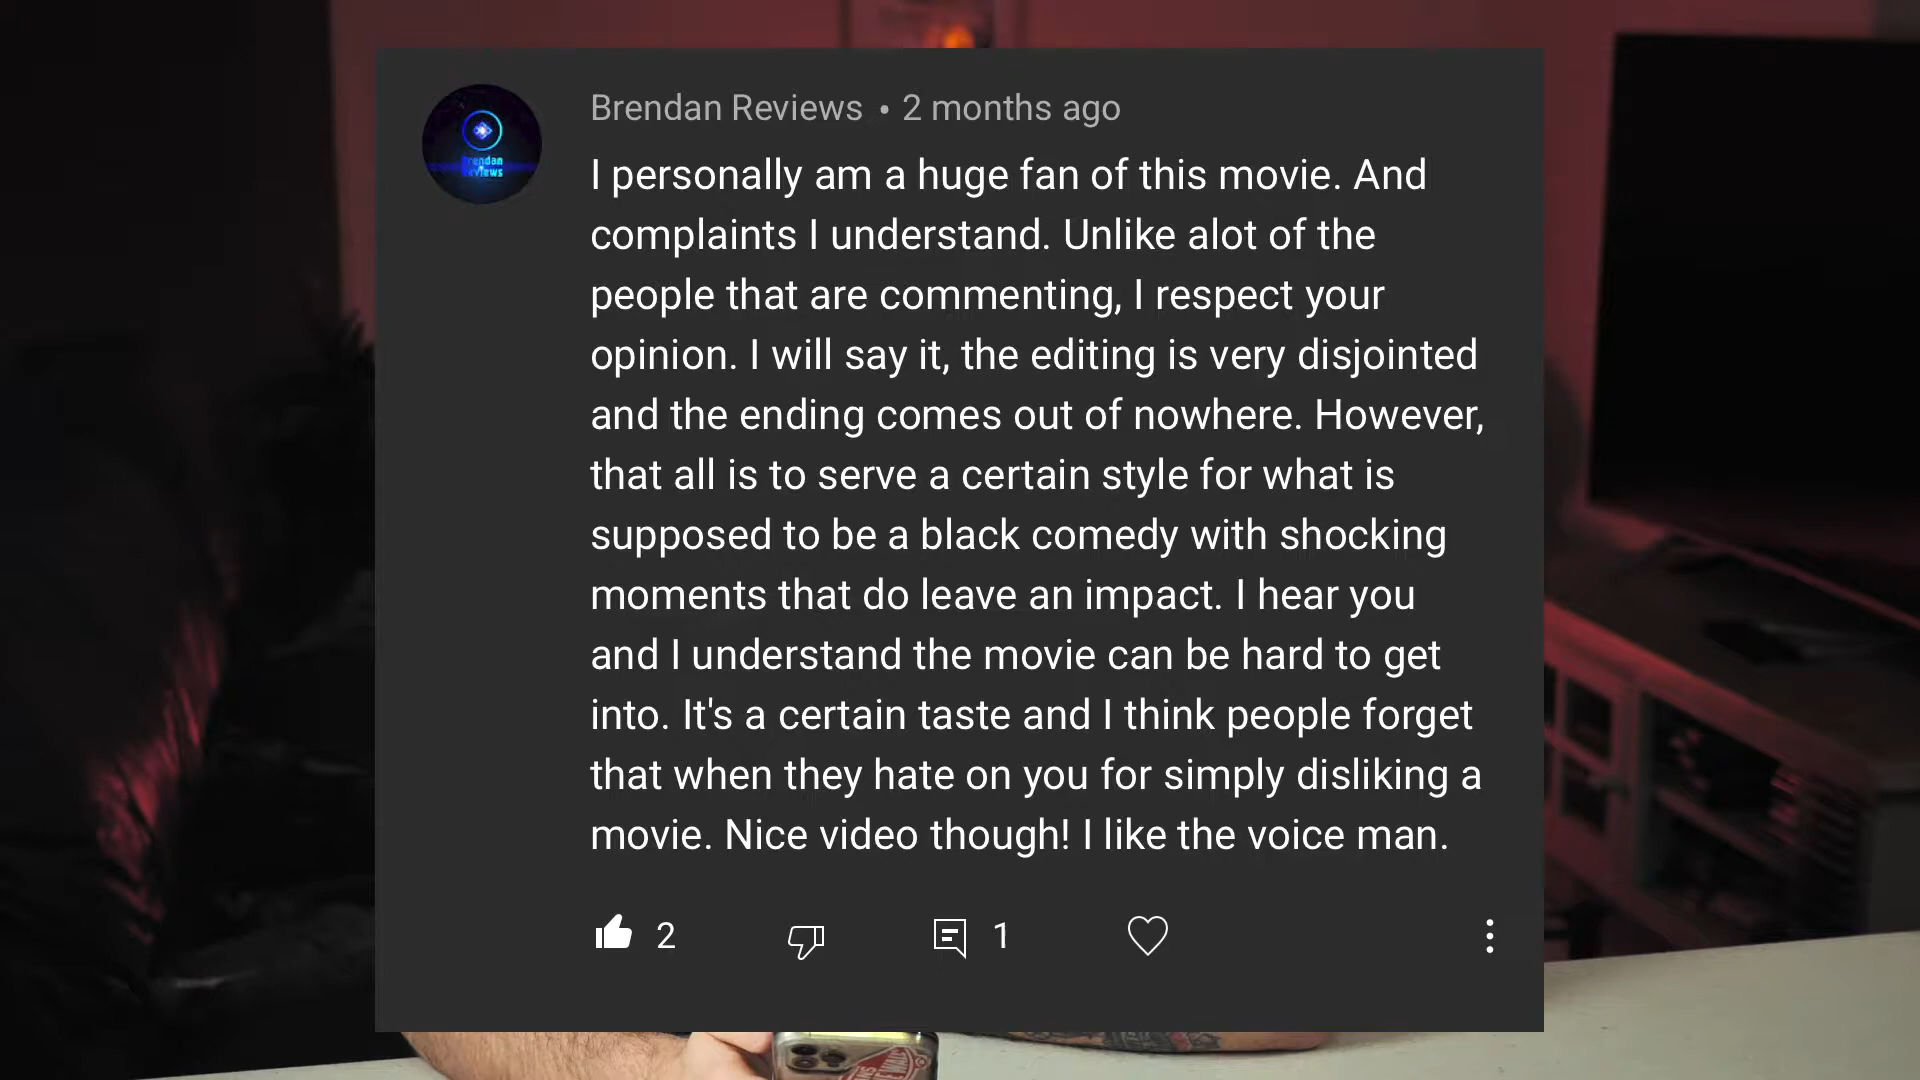 Brendan Reviews • 2 months ago
Brendan
Reviews
I personally am a huge fan of this movie. And
complaints I understand. Unlike alot of the
people that are commenting, I respect your
opinion. I will say it, the editing is very disjointed
and the ending comes out of nowhere. However,
that all is to serve a certain style for what is
supposed to be a black comedy with shocking
moments that do leave an impact. I hear you
and I understand the movie can be hard to get
into. It's a certain taste and I think people forget
that when they hate on you for simply disliking a
movie. Nice video though! I like the voice man.
2
1